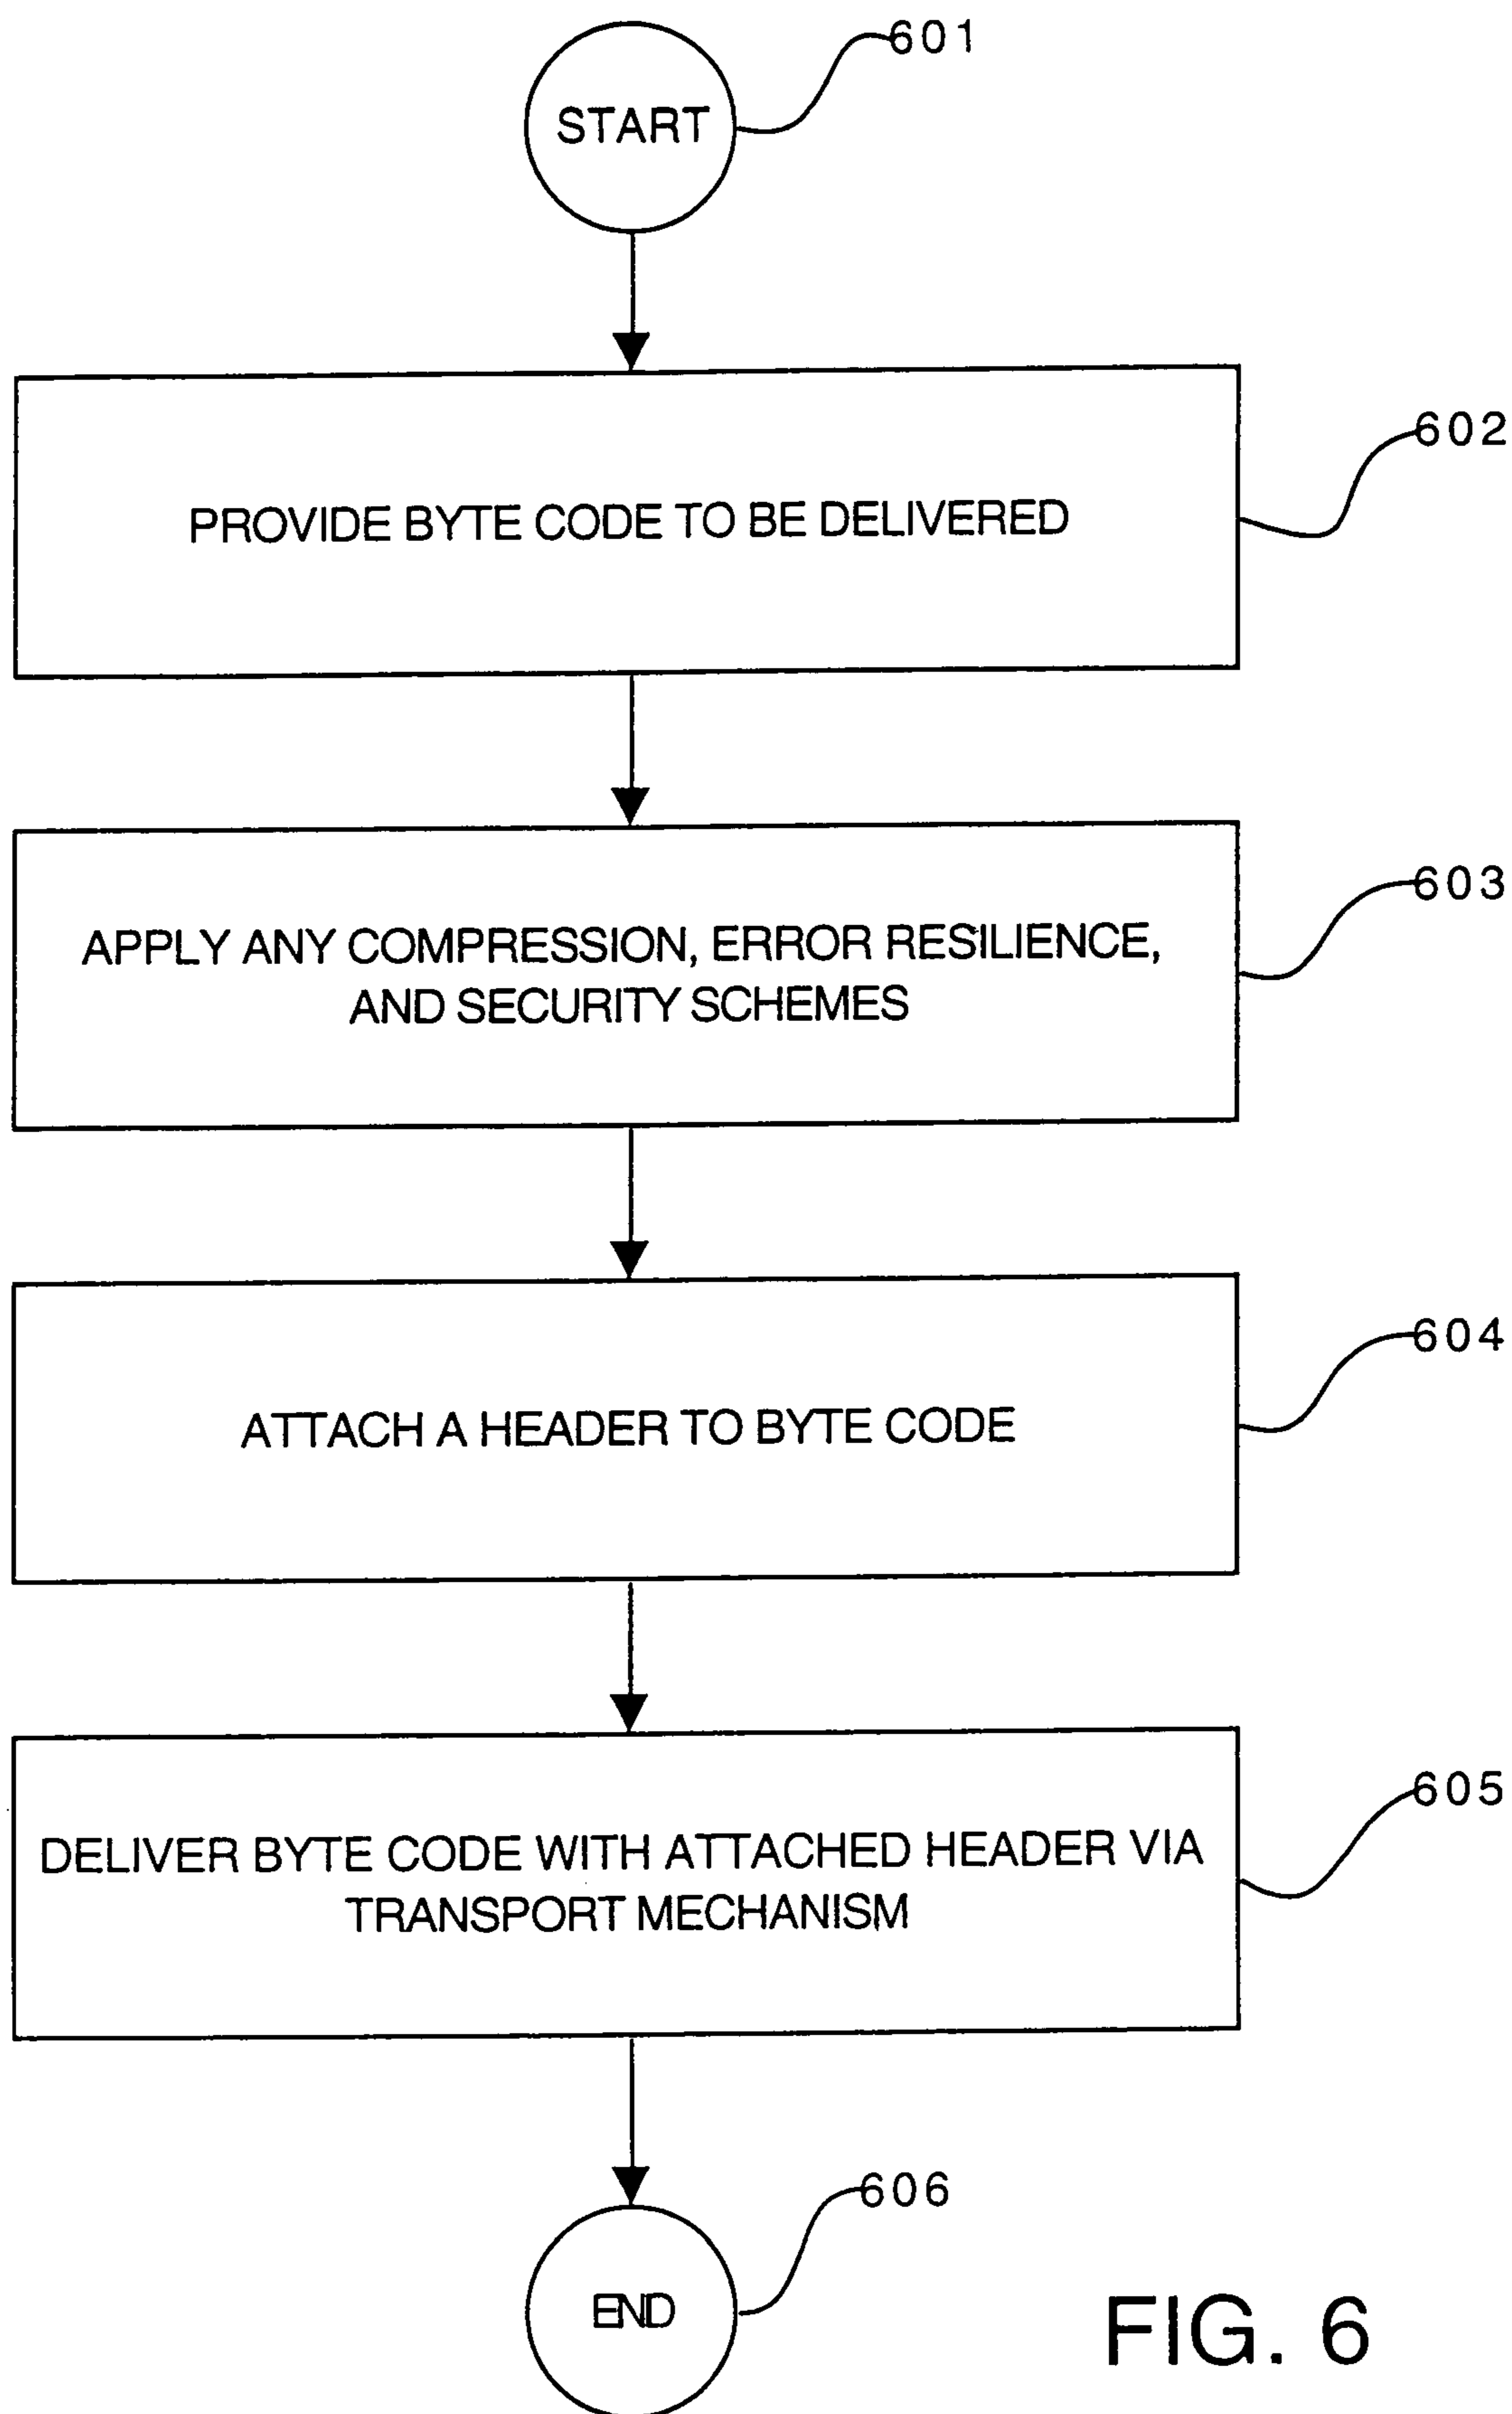 601
START
602
PROVIDE BYTE CODE TO BE DELIVERED
603
APPLY ANY COMPRESSION, ERROR RESILIENCE,
AND SECURITY SCHEMES
604
ATTACH A HEADER TO BYTE CODE
605
DELIVER BYTE CODE WITH ATTACHED HEADER VIA
TRANSPORT MECHANISM
606
END
FIG. 6